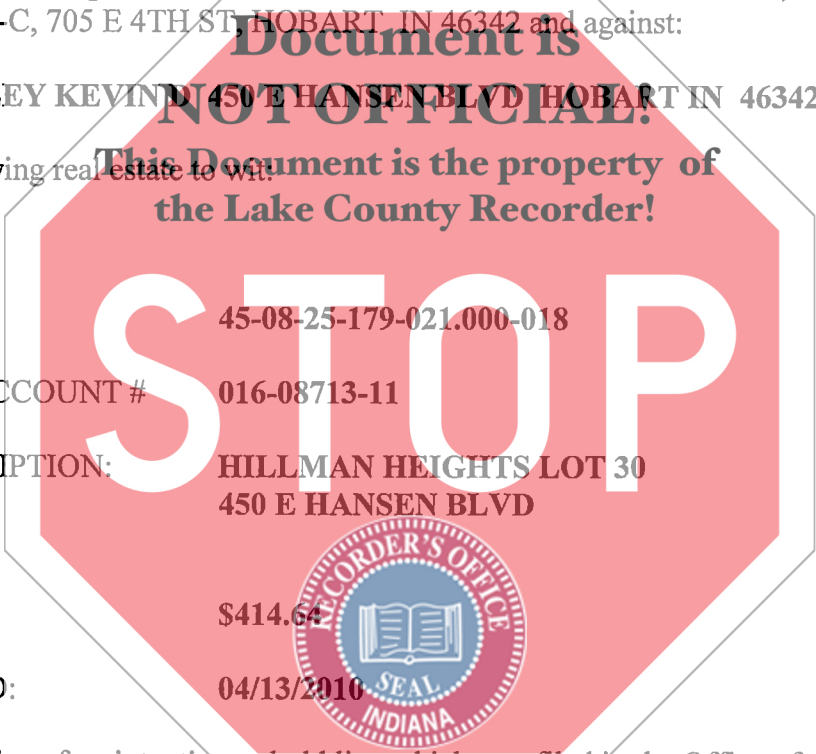 -C, 705 E 4TH ST, HOBART IN 46342 and against:
Document is
EY KEVIN D 450 E HANSEN BLVD HOBART IN 46342
NOT OFFICIAL!
ing real estate to wit:
This Document is the property of
the Lake County Recorder!
STOP
45-08-25-179-021.000-018
CCOUNT # 016-08713-11
IPTION: HILLMAN HEIGHTS LOT 30
450 E HANSEN BLVD
RECORDER'S OFFICE
$414.64
SEAL
INDIANA
04/13/2010